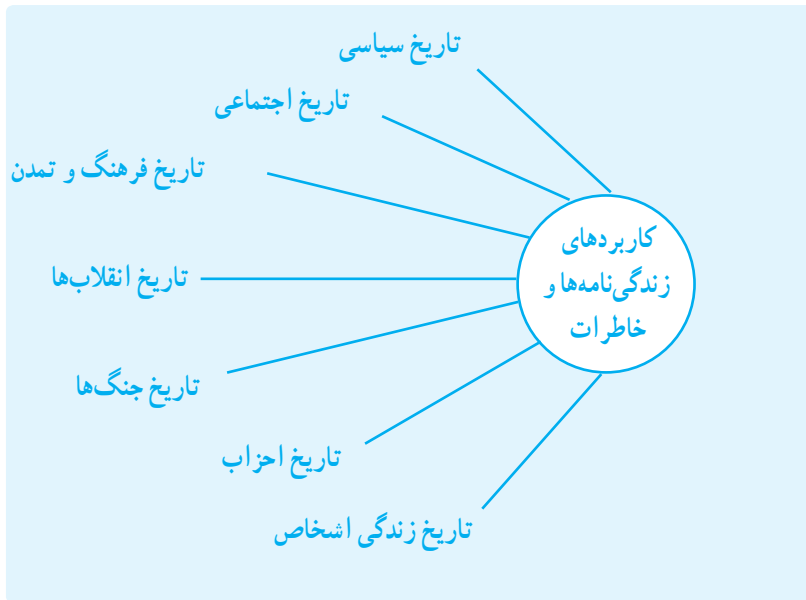 کاربردهای
زندگی‌نامه‌ها و
خاطرات
تاریخ سیاسی
تاریخ اجتماعی
تاریخ فرهنگ و تمدن
تاریخ انقلاب‌ها
تاریخ جنگ‌ها
تاریخ احزاب
تاریخ زندگی اشخاص